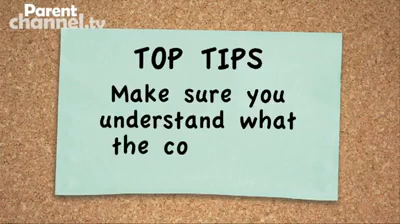 Parent
channel.tv
TOP TIPS
Make sure you
understand what
the co